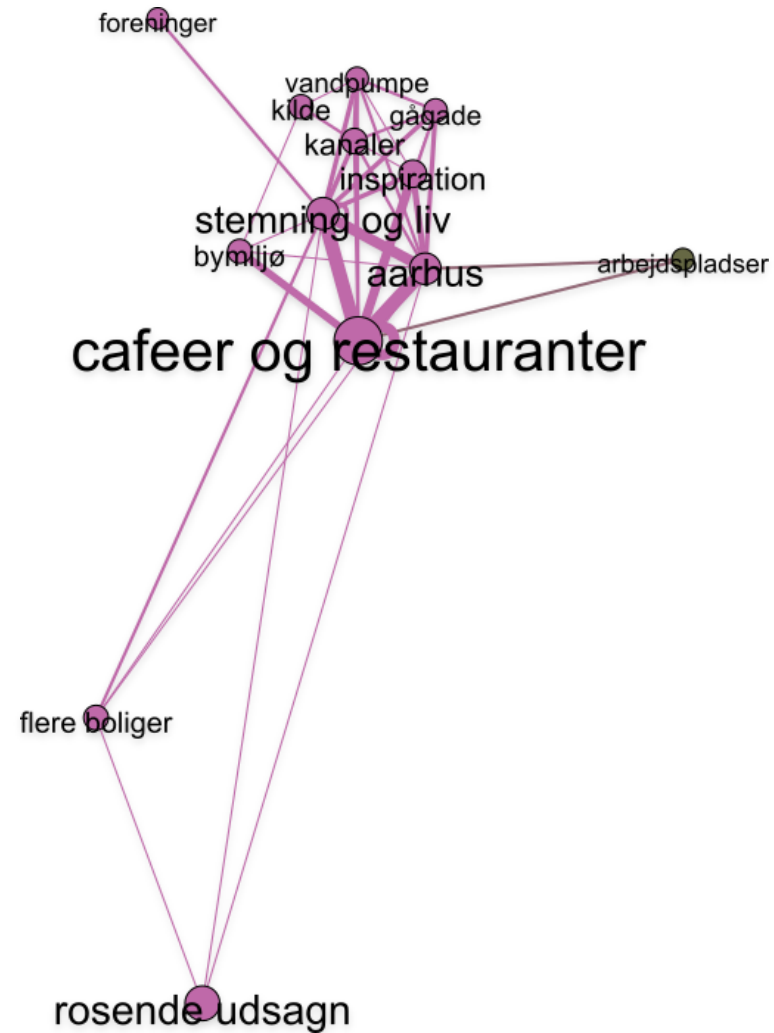 foreninger
vandpumpe
kilde
gågade
kanaler
inspiration
stemning og liv
bymiljø
aarhus
arbejdspladser
cafeer og restauranter
flere boliger
rosende udsagn